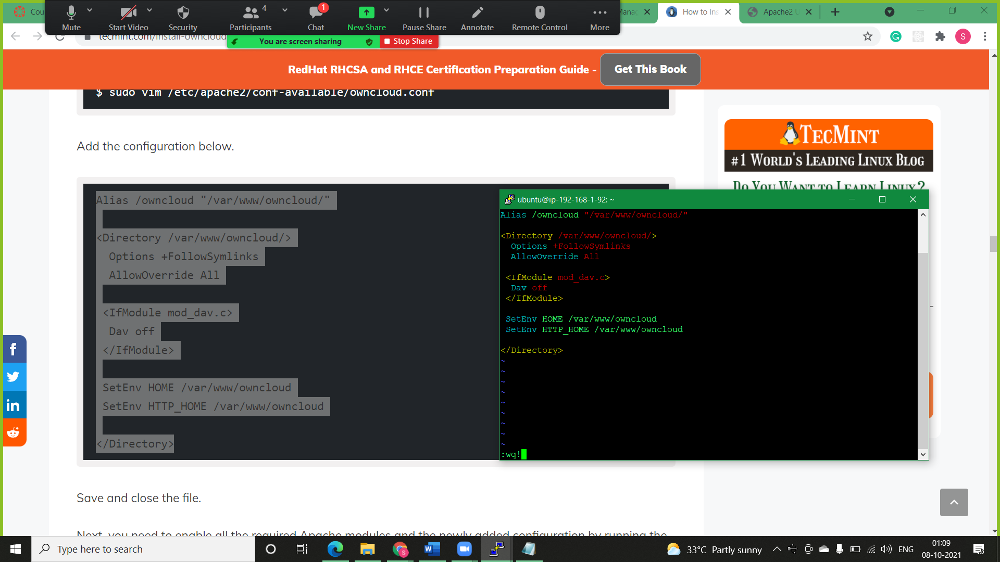 Cou
Mute
Start Video
Security
Participants
4
Chat
1
New Share
Pause Share
Annotate
Remote Control
More
How to Ins
Apache2 U
tecmint.com/install-owncloud
You are screen sharing
Stop Share
S
RedHat RHCSA and RHCE Certification Preparation Guide -
Get This Book
$ sudo vim /etc/apache2/conf-available/owncloud.conf
Add the configuration below.
Alias /owncloud "/var/www/owncloud/"
<Directory /var/www/owncloud/>
Options +FollowSymlinks
AllowOverride All
<IfModule mod_dav.c>
Dav off
</IfModule>
SetEnv HOME /var/www/owncloud
SetEnv HTTP_HOME /var/www/owncloud
</Directory>
Save and close the file.
Next, you need to enable all the required Apache modules and the newly added configuration by running the
TECMINT
#1 WORLD'S LEADING LINUX BLOG
DO YOU WANT TO LEARN LINUX?
ubuntu@ip-192-168-1-92: ~
Alias /owncloud "/var/www/owncloud/"
<Directory /var/www/owncloud/>
Options +FollowSymlinks
AllowOverride All
<IfModule mod_dav.c>
Dav off
</IfModule>
SetEnv HOME /var/www/owncloud
SetEnv HTTP_HOME /var/www/owncloud
</Directory>
~
~
~
~
~
~
~
~
~
:wq!
Type here to search
33°C Partly sunny
ENG
01:09
08-10-2021